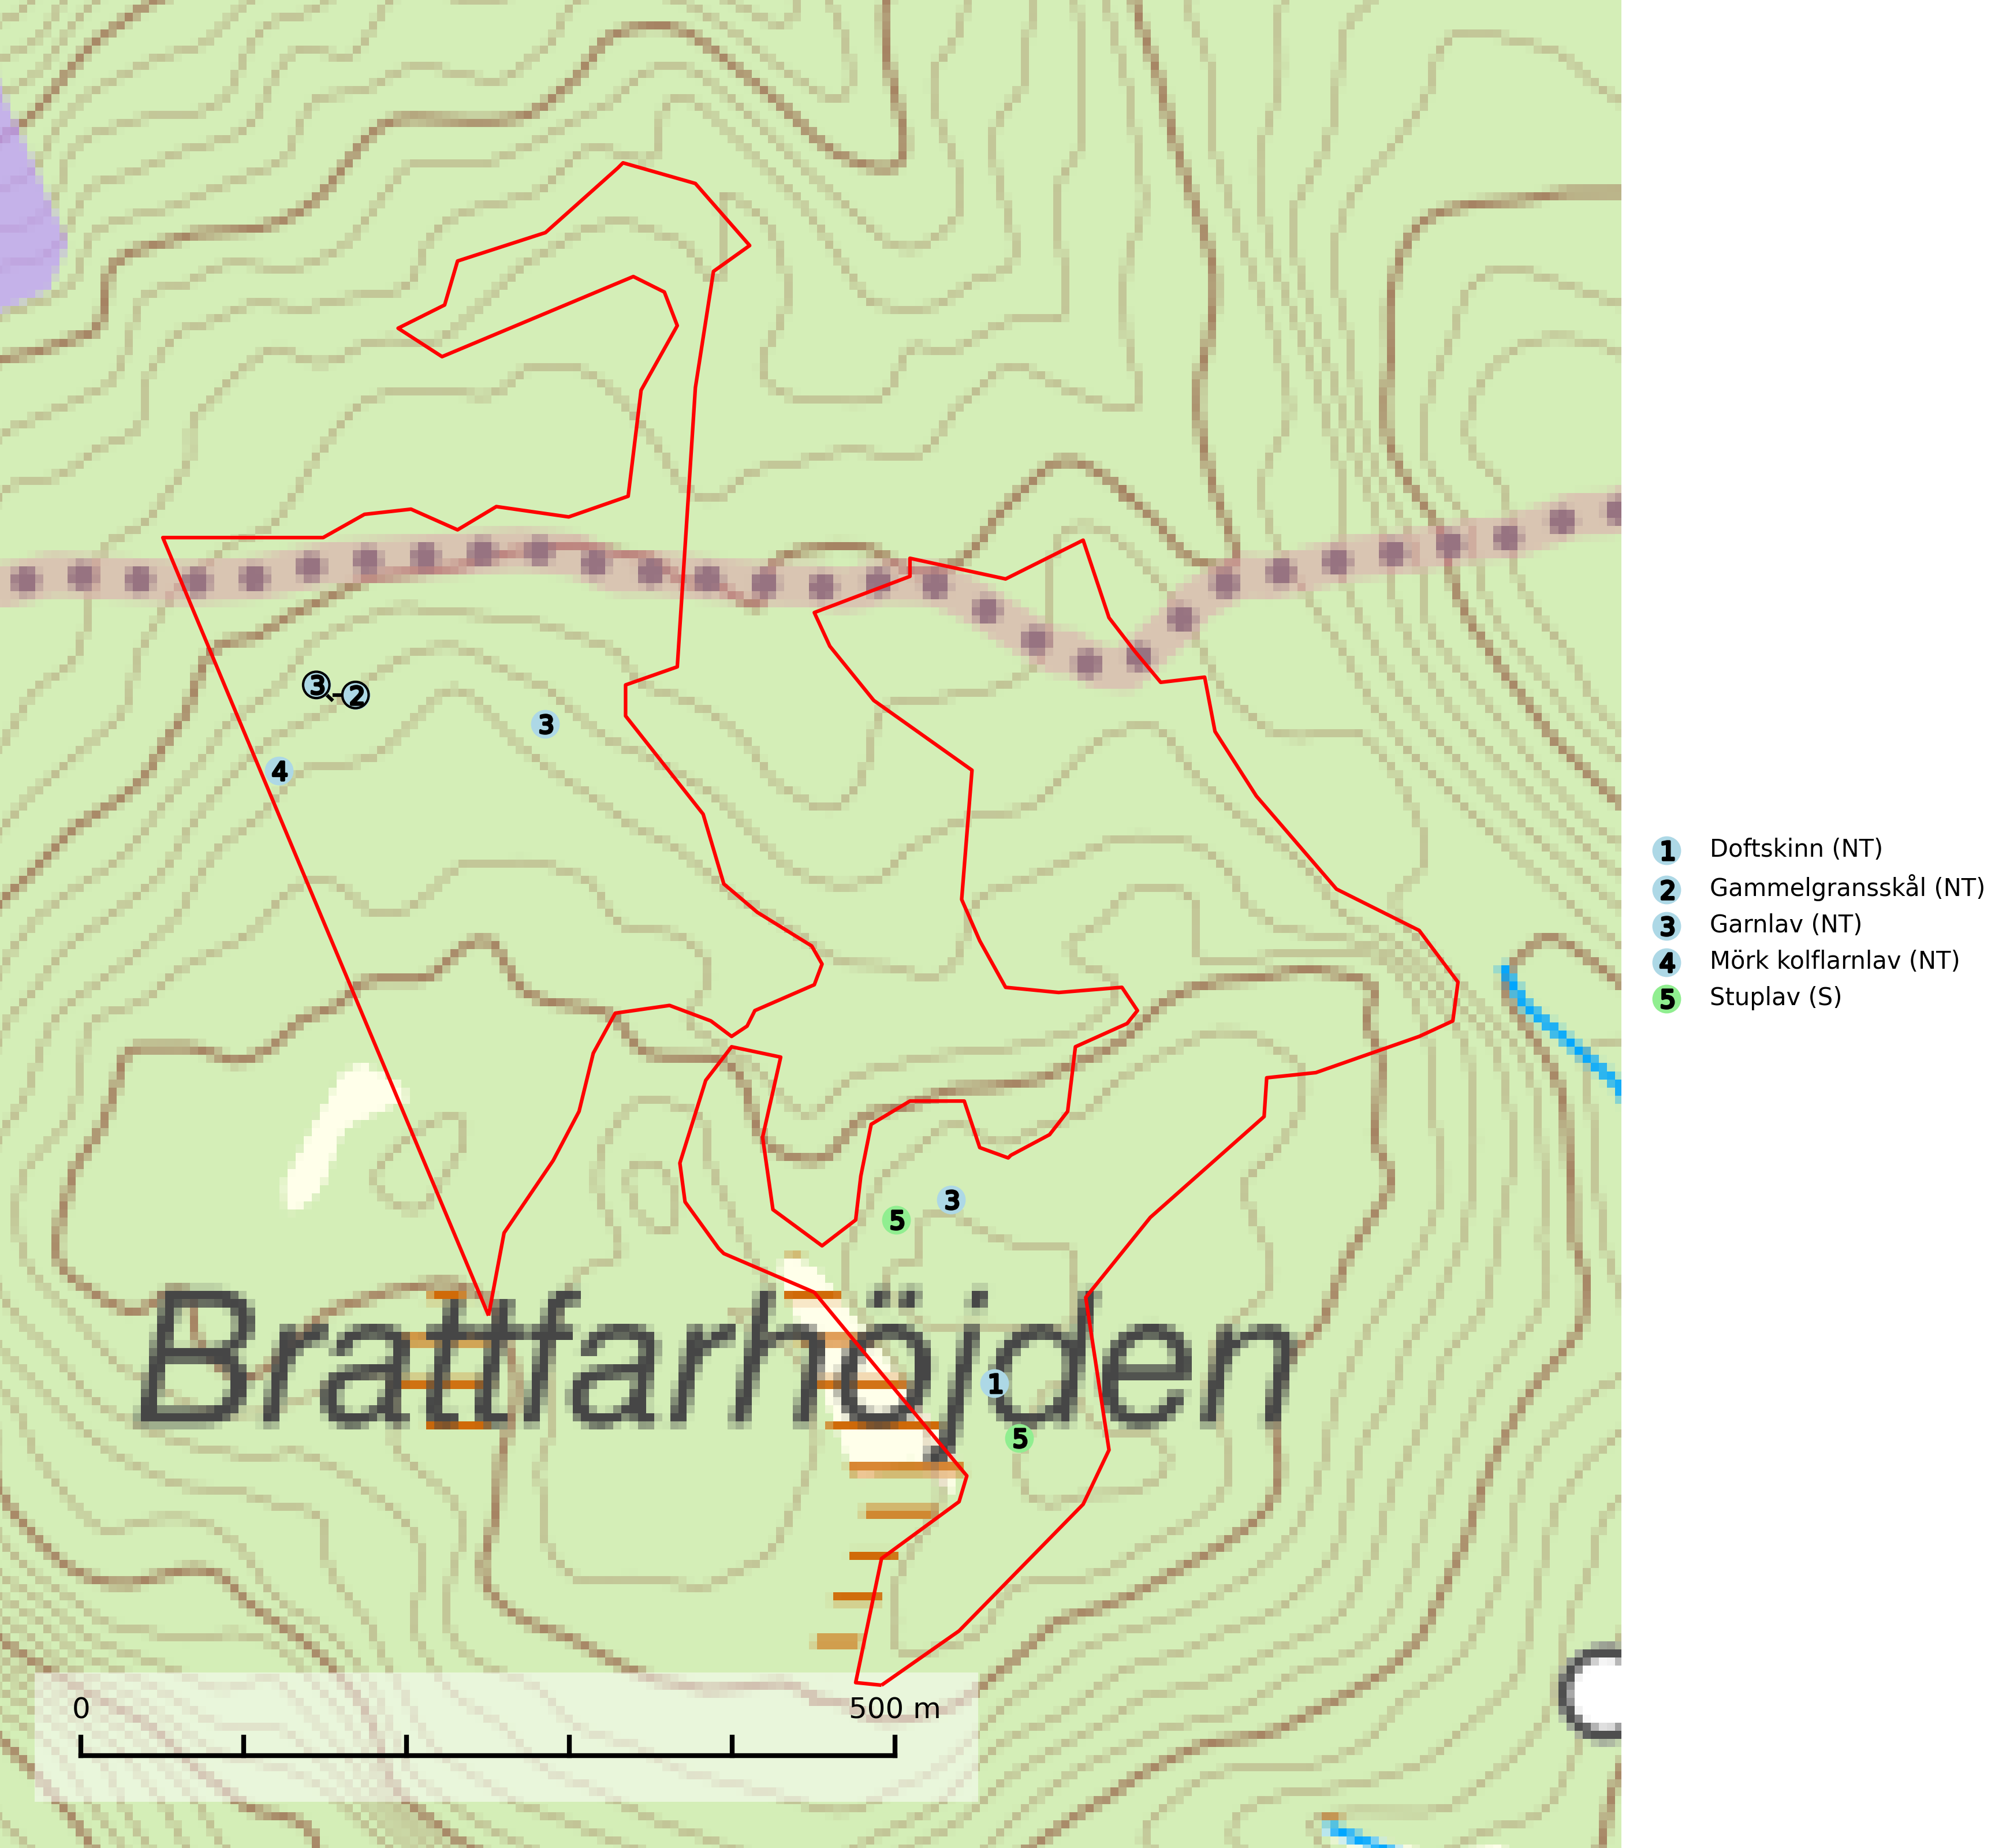 3 2
3
4
3
5
Brattfarhöjden
1
5
0 500 m
1 Doftskinn (NT)
2 Gammelgransskål (NT)
3 Garnlav (NT)
4 Mörk kolflarnlav (NT)
5 Stuplav (S)